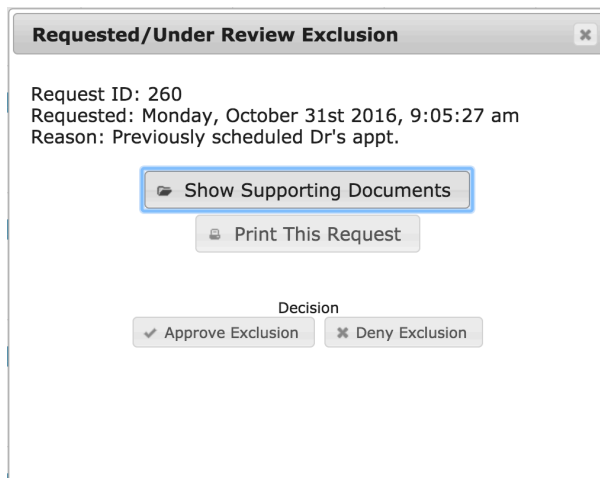 Requested/Under Review Exclusion
Request ID: 260
Requested: Monday, October 31st 2016, 9:05:27 am
Reason: Previously scheduled Dr's appt.
Show Supporting Documents
Print This Request
Decision
Approve Exclusion Deny Exclusion